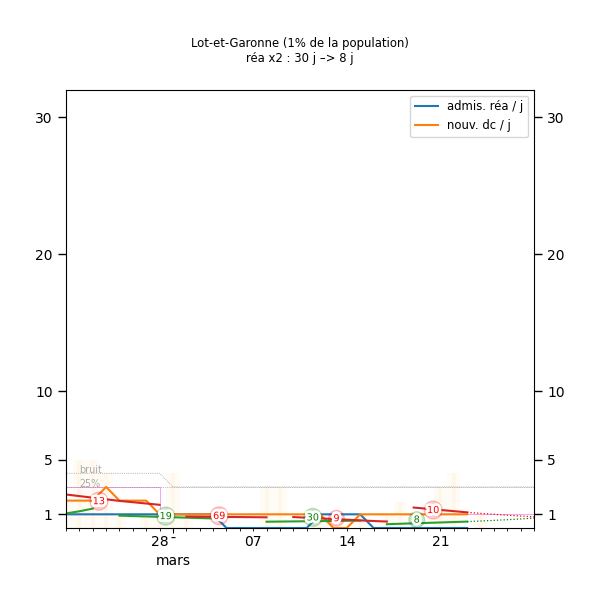 Lot-et-Garonne (1% de la population)
réa x2 : 30 j –> 8 j
admis. réa / j
nouv. dc / j
30 30
20 20
10 10
5 5
bruit
25%
13 19 69 30 9 8 10
1 1
28 07 14 21
mars